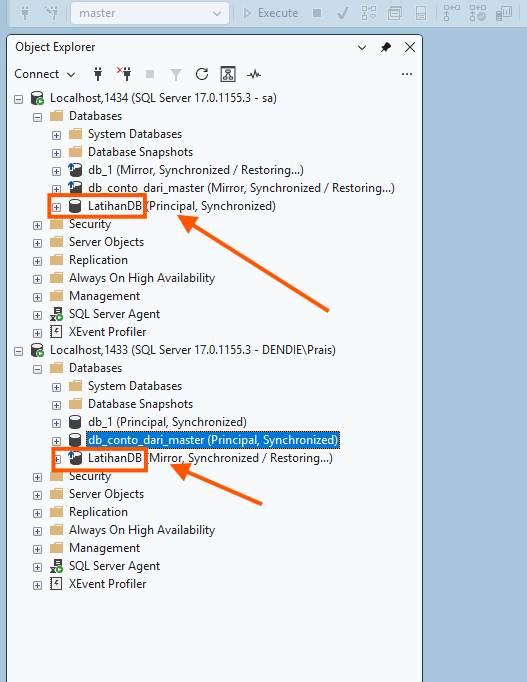 master
Execute
Object Explorer
Connect
Localhost,1434 (SQL Server 17.0.1155.3 - sa)
Databases
System Databases
Database Snapshots
db_1 (Mirror, Synchronized / Restoring...)
db_conto_dari_master (Mirror, Synchronized / Restoring...)
LatihanDB (Principal, Synchronized)
Security
Server Objects
Replication
Always On High Availability
Management
SQL Server Agent
XEvent Profiler
Localhost,1433 (SQL Server 17.0.1155.3 - DENDIE\Prais)
Databases
System Databases
Database Snapshots
db_1 (Principal, Synchronized)
db_conto_dari_master (Principal, Synchronized)
LatihanDB (Mirror, Synchronized / Restoring...)
Security
Server Objects
Replication
Always On High Availability
Management
SQL Server Agent
XEvent Profiler